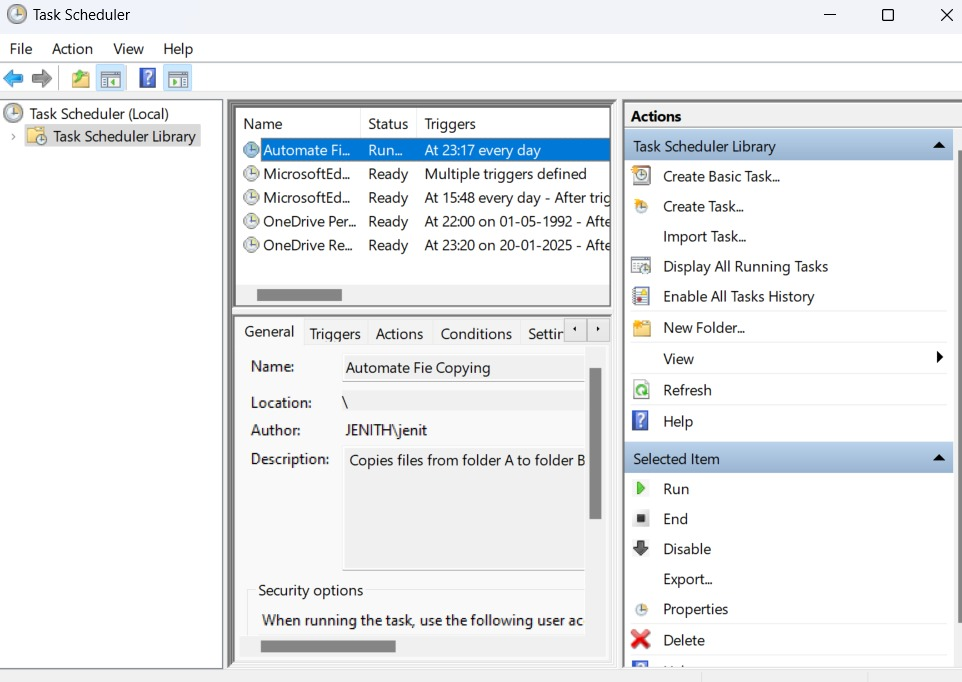 Task Scheduler
File Action View Help
Task Scheduler (Local)
Task Scheduler Library
Name Status Triggers
Automate Fi... Run... At 23:17 every day
MicrosoftEd... Ready Multiple triggers defined
MicrosoftEd... Ready At 15:48 every day - After trig
OneDrive Per... Ready At 22:00 on 01-05-1992 - Afte
OneDrive Re... Ready At 23:20 on 20-01-2025 - Afte
General Triggers Actions Conditions Settin
Name: Automate Fie Copying
Location: \
Author: JENITH\jenit
Description: Copies files from folder A to folder B
Security options
When running the task, use the following user ac
Actions
Task Scheduler Library
Create Basic Task...
Create Task...
Import Task...
Display All Running Tasks
Enable All Tasks History
New Folder...
View
Refresh
Help
Selected Item
Run
End
Disable
Export...
Properties
Delete